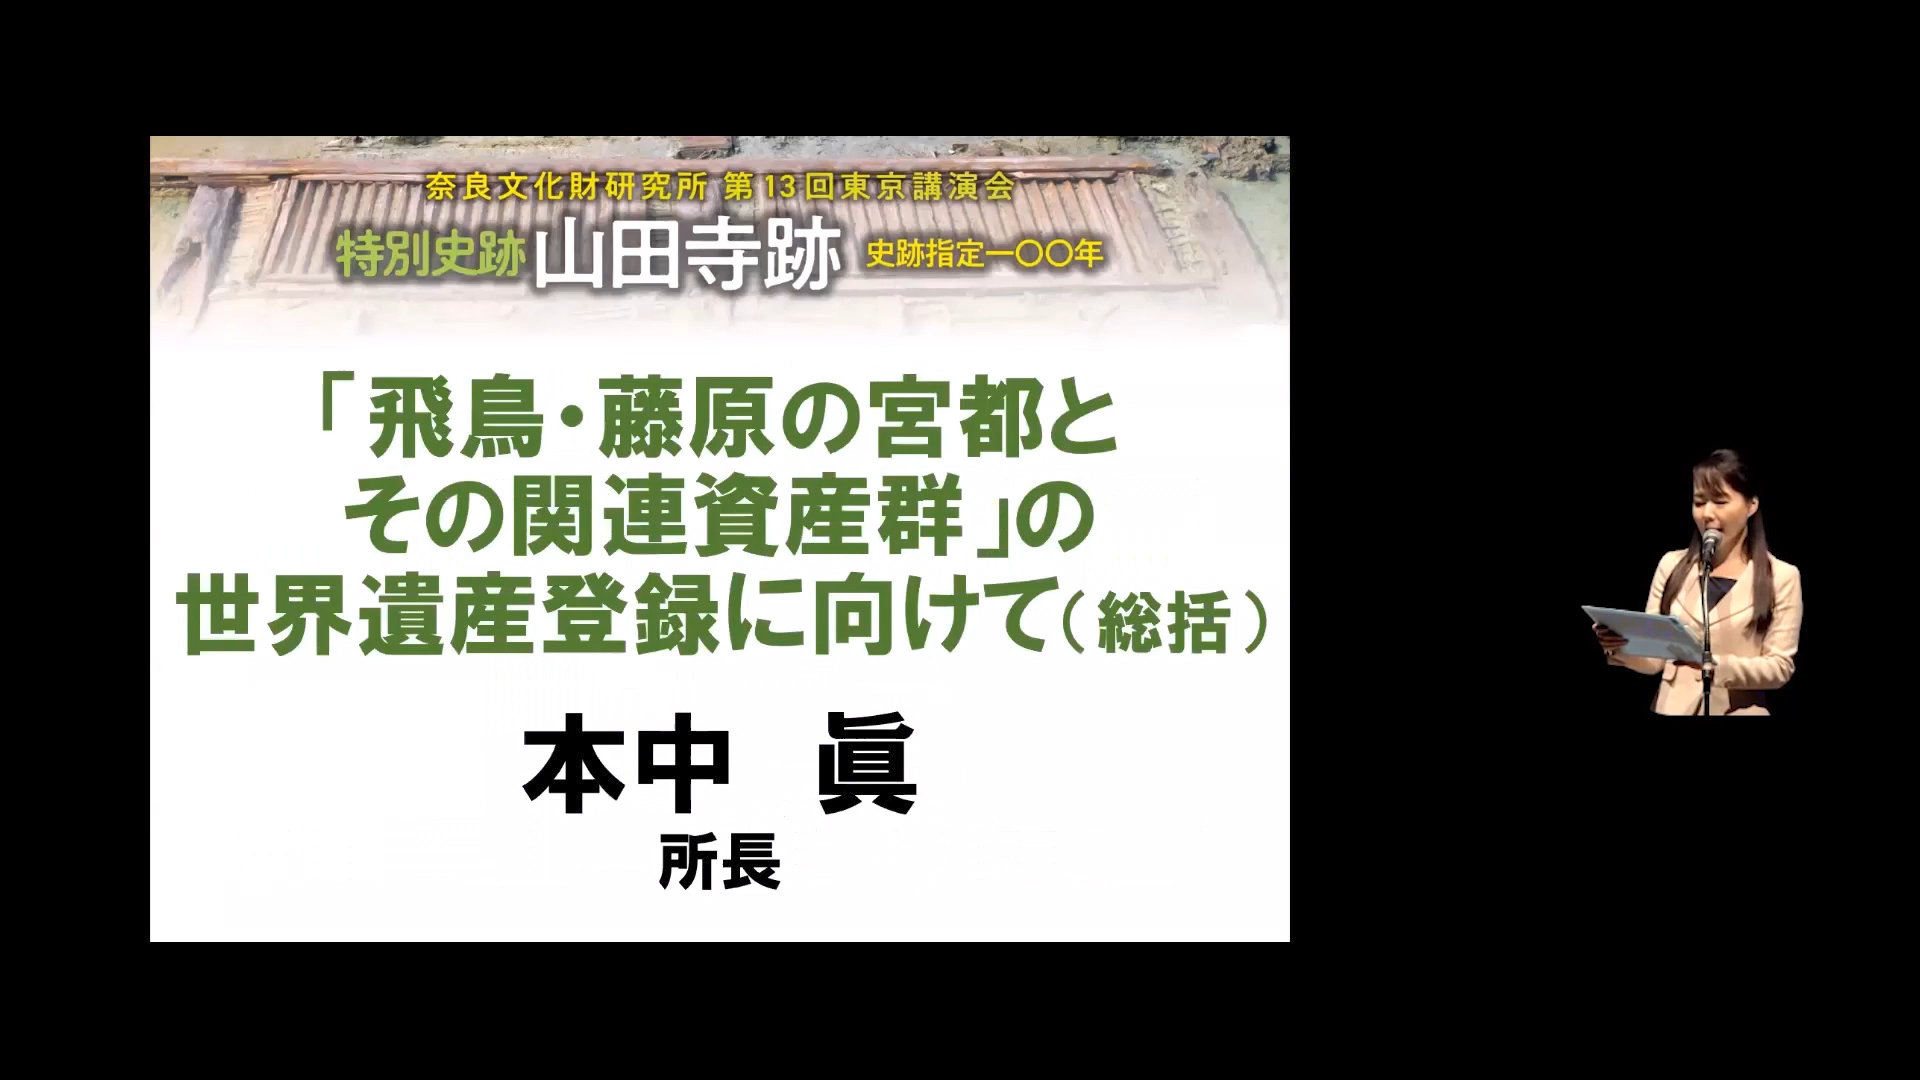 奈良文化財研究所 第13回東京講演会
特別史跡 山田寺跡 史跡指定一〇〇年
「飛鳥・藤原の宮都と
その関連資産群」の
世界遺産登録に向けて（総括）
本中 眞
所長